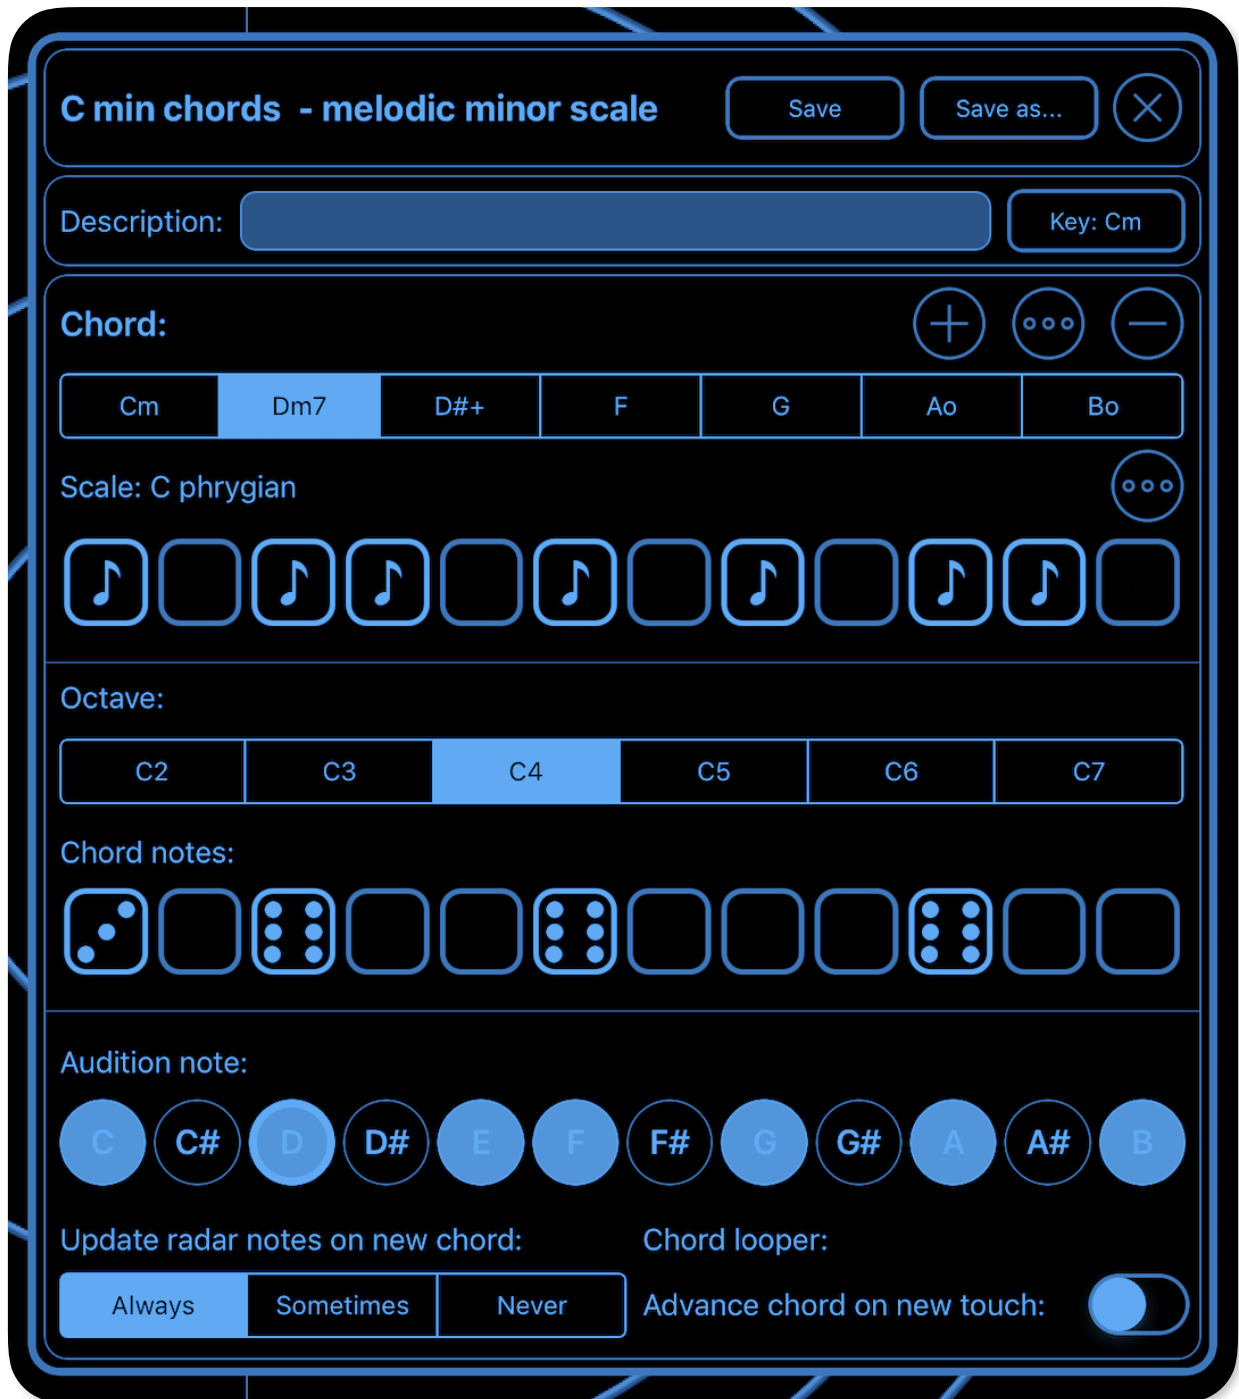 C min chords  - melodic minor scale
Save
Save as...
Description:
Key: Cm
Chord:
Cm Dm7 D#+ F G Ao Bo
Scale: C phrygian
Octave:
C2 C3 C4 C5 C6 C7
Chord notes:
Audition note:
C C# D D# E F F# G G# A A# B
Update radar notes on new chord:
Always Sometimes Never
Chord looper:
Advance chord on new touch: